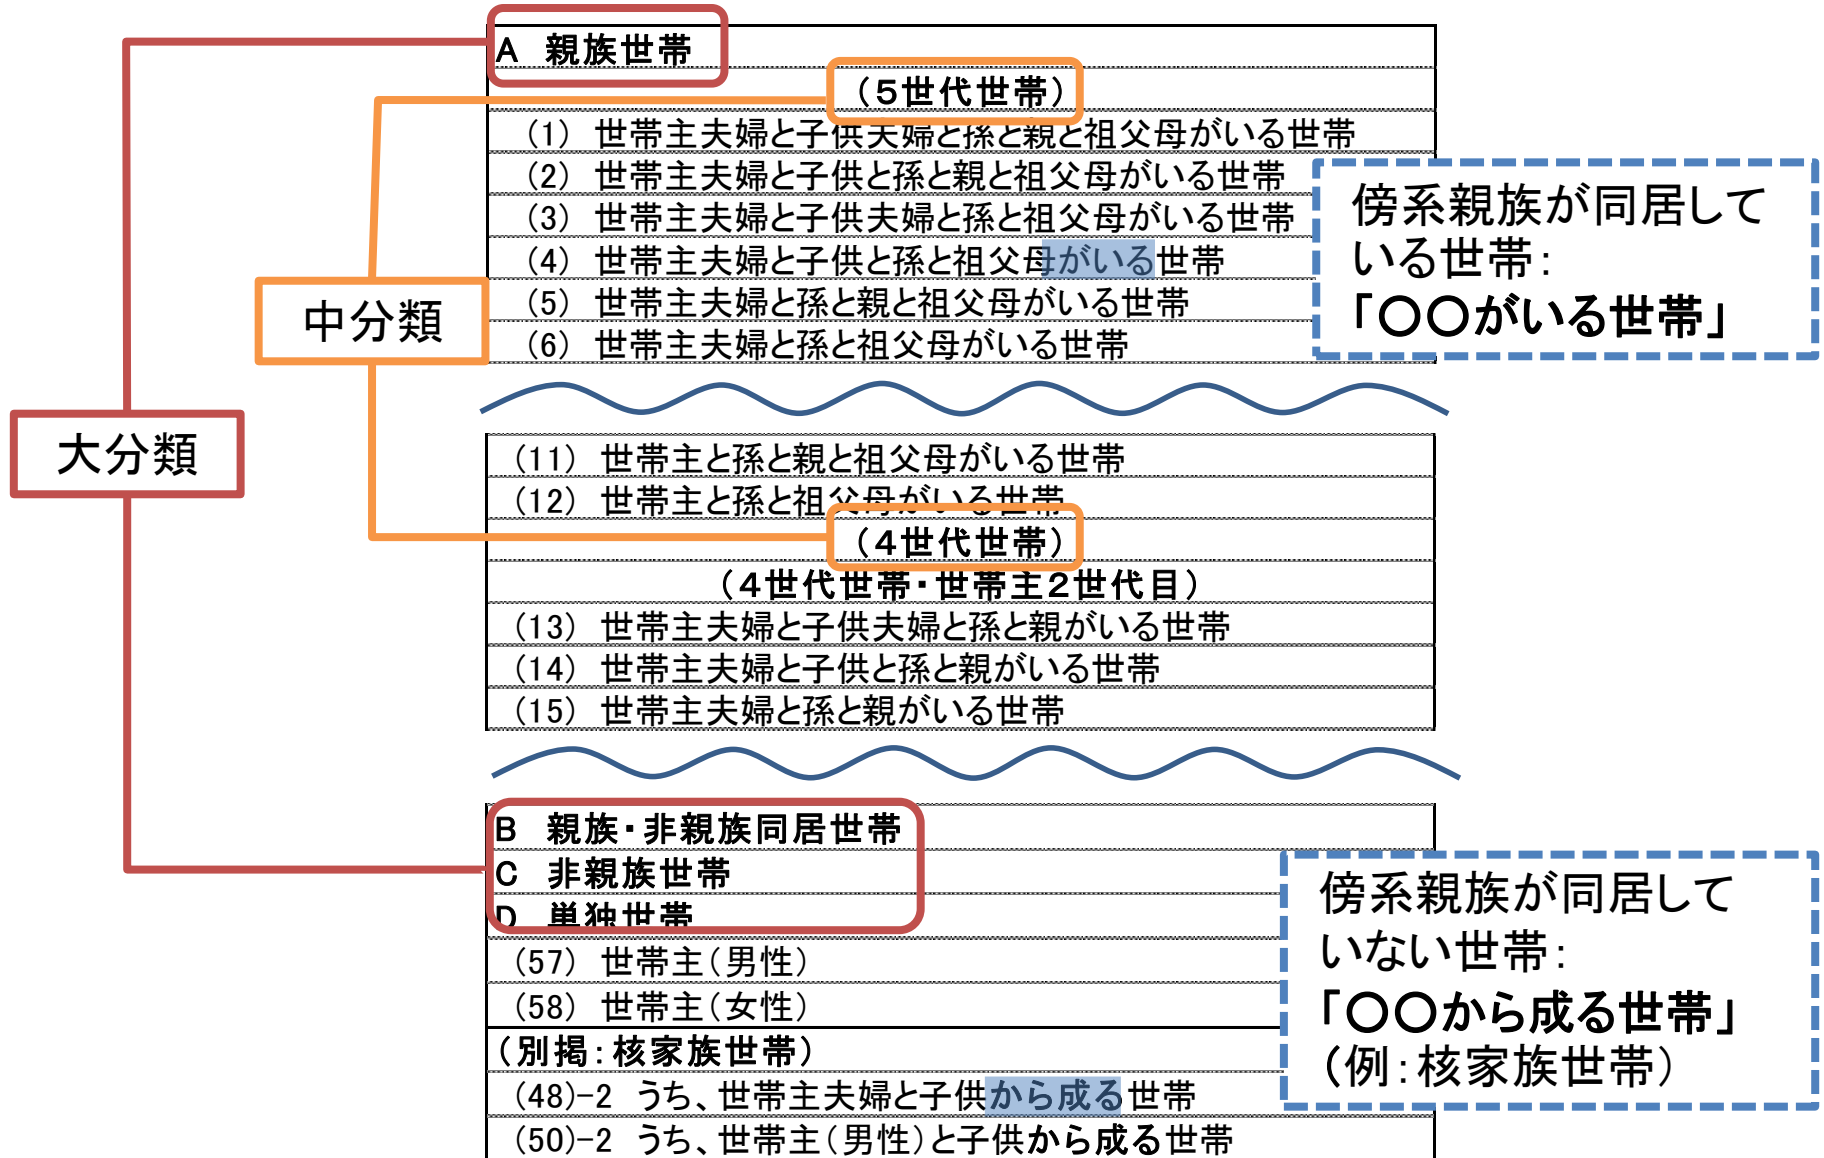 A 親族世帯
（５世代世帯）
(1) 世帯主夫婦と子供夫婦と孫と親と祖父母がいる世帯
(2) 世帯主夫婦と子供と孫と親と祖父母がいる世帯
(3) 世帯主夫婦と子供夫婦と孫と祖父母がいる世帯
(4) 世帯主夫婦と子供と孫と祖父母がいる世帯
(5) 世帯主夫婦と孫と親と祖父母がいる世帯
(6) 世帯主夫婦と孫と祖父母がいる世帯
傍系親族が同居して
いる世帯：
「〇〇がいる世帯」
中分類
大分類
(11) 世帯主と孫と親と祖父母がいる世帯
(12) 世帯主と孫と祖父母がいる世帯
（４世代世帯）
（４世代世帯・世帯主２世代目）
(13) 世帯主夫婦と子供夫婦と孫と親がいる世帯
(14) 世帯主夫婦と子供と孫と親がいる世帯
(15) 世帯主夫婦と孫と親がいる世帯
B 親族・非親族同居世帯
C 非親族世帯
D 単独世帯
(57) 世帯主（男性）
(58) 世帯主（女性）
（別掲：核家族世帯）
(48)-2 うち、世帯主夫婦と子供から成る世帯
(50)-2 うち、世帯主（男性）と子供から成る世帯
傍系親族が同居して
いない世帯：
「〇〇から成る世帯」
（例：核家族世帯）